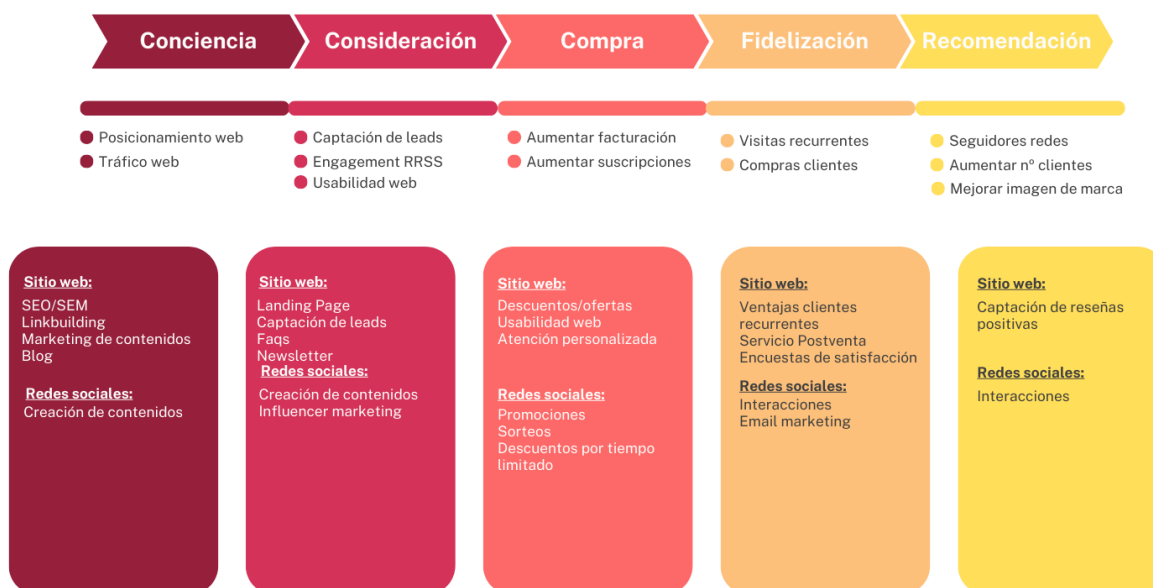 Conciencia
Consideración
Compra
Fidelización
Recomendación
Posicionamiento web
Tráfico web
Captación de leads
Engagement RRSS
Usabilidad web
Aumentar facturación
Aumentar suscripciones
Visitas recurrentes
Compras clientes
Seguidores redes
Aumentar nº clientes
Mejorar imagen de marca
Sitio web:
SEO/SEM
Linkbuilding
Marketing de contenidos
Blog
Redes sociales:
Creación de contenidos
Sitio web:
Landing Page
Captación de leads
Faqs
Newsletter
Redes sociales:
Creación de contenidos
Influencer marketing
Sitio web:
Descuentos/ofertas
Usabilidad web
Atención personalizada
Redes sociales:
Promociones
Sorteos
Descuentos por tiempo
limitado
Sitio web:
Ventajas clientes
recurrentes
Servicio Postventa
Encuestas de satisfacción
Redes sociales:
Interacciones
Email marketing
Sitio web:
Captación de reseñas
positivas
Redes sociales:
Interacciones